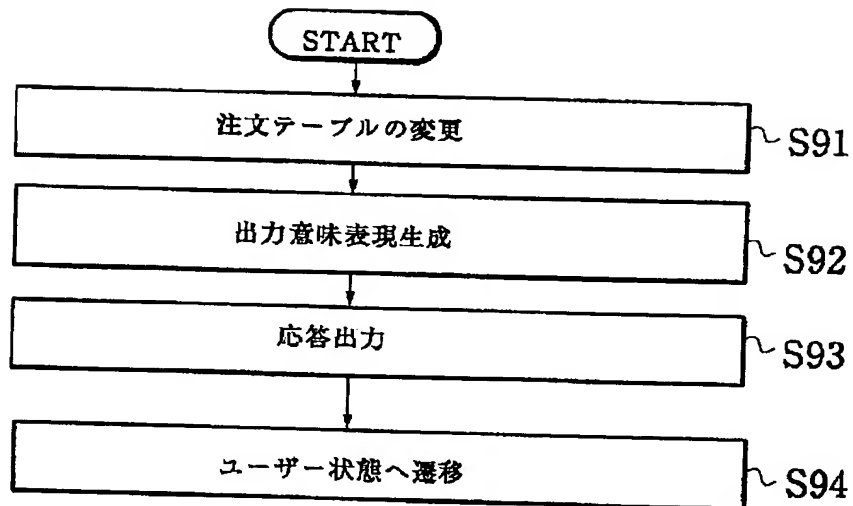 START
注文テーブルの変更
S91
出力意味表現生成
S92
応答出力
S93
ユーザー状態へ遷移
S94